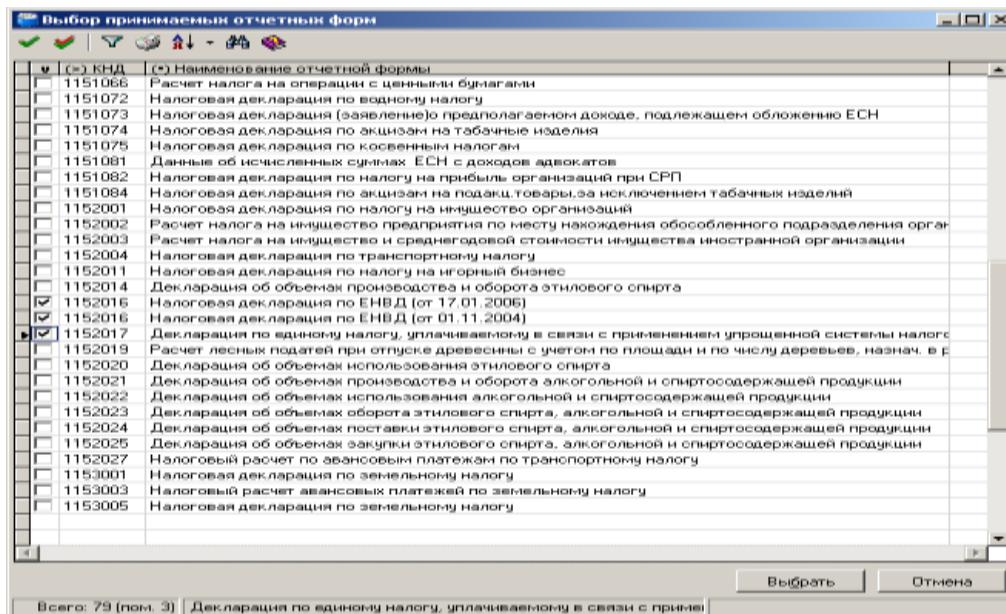 Выбор принимаемых отчетных форм
(=) КНД (*) Наименование отчетной формы
1151066 Расчет налога на операции с ценными бумагами
1151072 Налоговая декларация по водному налогу
1151073 Налоговая декларация (заявление)о предполагаемом доходе, подлежащем обложению ЕСН
1151074 Налоговая декларация по акцизам на табачные изделия
1151075 Налоговая декларация по косвенным налогам
1151081 Данные об исчисленных суммах ЕСН с доходов адвокатов
1151082 Налоговая декларация по налогу на прибыль организаций при СРП
1151084 Налоговая декларация по акцизам на подакц.товары,за исключением табачных изделий
1152001 Налоговая декларация по налогу на имущество организаций
1152002 Расчет налога на имущество предприятия по месту нахождения обособленного подразделения орган
1152003 Расчет налога на имущество и среднегодовой стоимости имущества иностранной организации
1152004 Налоговая декларация по транспортному налогу
1152011 Налоговая декларация по налогу на игорный бизнес
1152014 Декларация об объемах производства и оборота этилового спирта
1152016 Налоговая декларация по ЕНВД (от 17.01.2006)
1152016 Налоговая декларация по ЕНВД (от 01.11.2004)
1152017 Декларация по единому налогу, уплачиваемому в связи с применением упрощенной системы налого
1152019 Расчет лесных податей при отпуске древесины с учетом по площади и по числу деревьев, назнач. в р
1152020 Декларация об объемах использования этилового спирта
1152021 Декларация об объемах производства и оборота алкогольной и спиртосодержащей продукции
1152022 Декларация об объемах использования алкогольной и спиртосодержащей продукции
1152023 Декларация об объемах оборота этилового спирта, алкогольной и спиртосодержащей продукции
1152024 Декларация об объемах поставки этилового спирта, алкогольной и спиртосодержащей продукции
1152025 Декларация об объемах закупки этилового спирта, алкогольной и спиртосодержащей продукции
1152027 Налоговый расчет по авансовым платежам по транспортному налогу
1153001 Налоговая декларация по земельному налогу
1153003 Налоговый расчет авансовых платежей по земельному налогу
1153005 Налоговая декларация по земельному налогу
Выбрать Отмена
Всего: 79 (пом. 3) Декларация по единому налогу, уплачиваемому в связи с приме